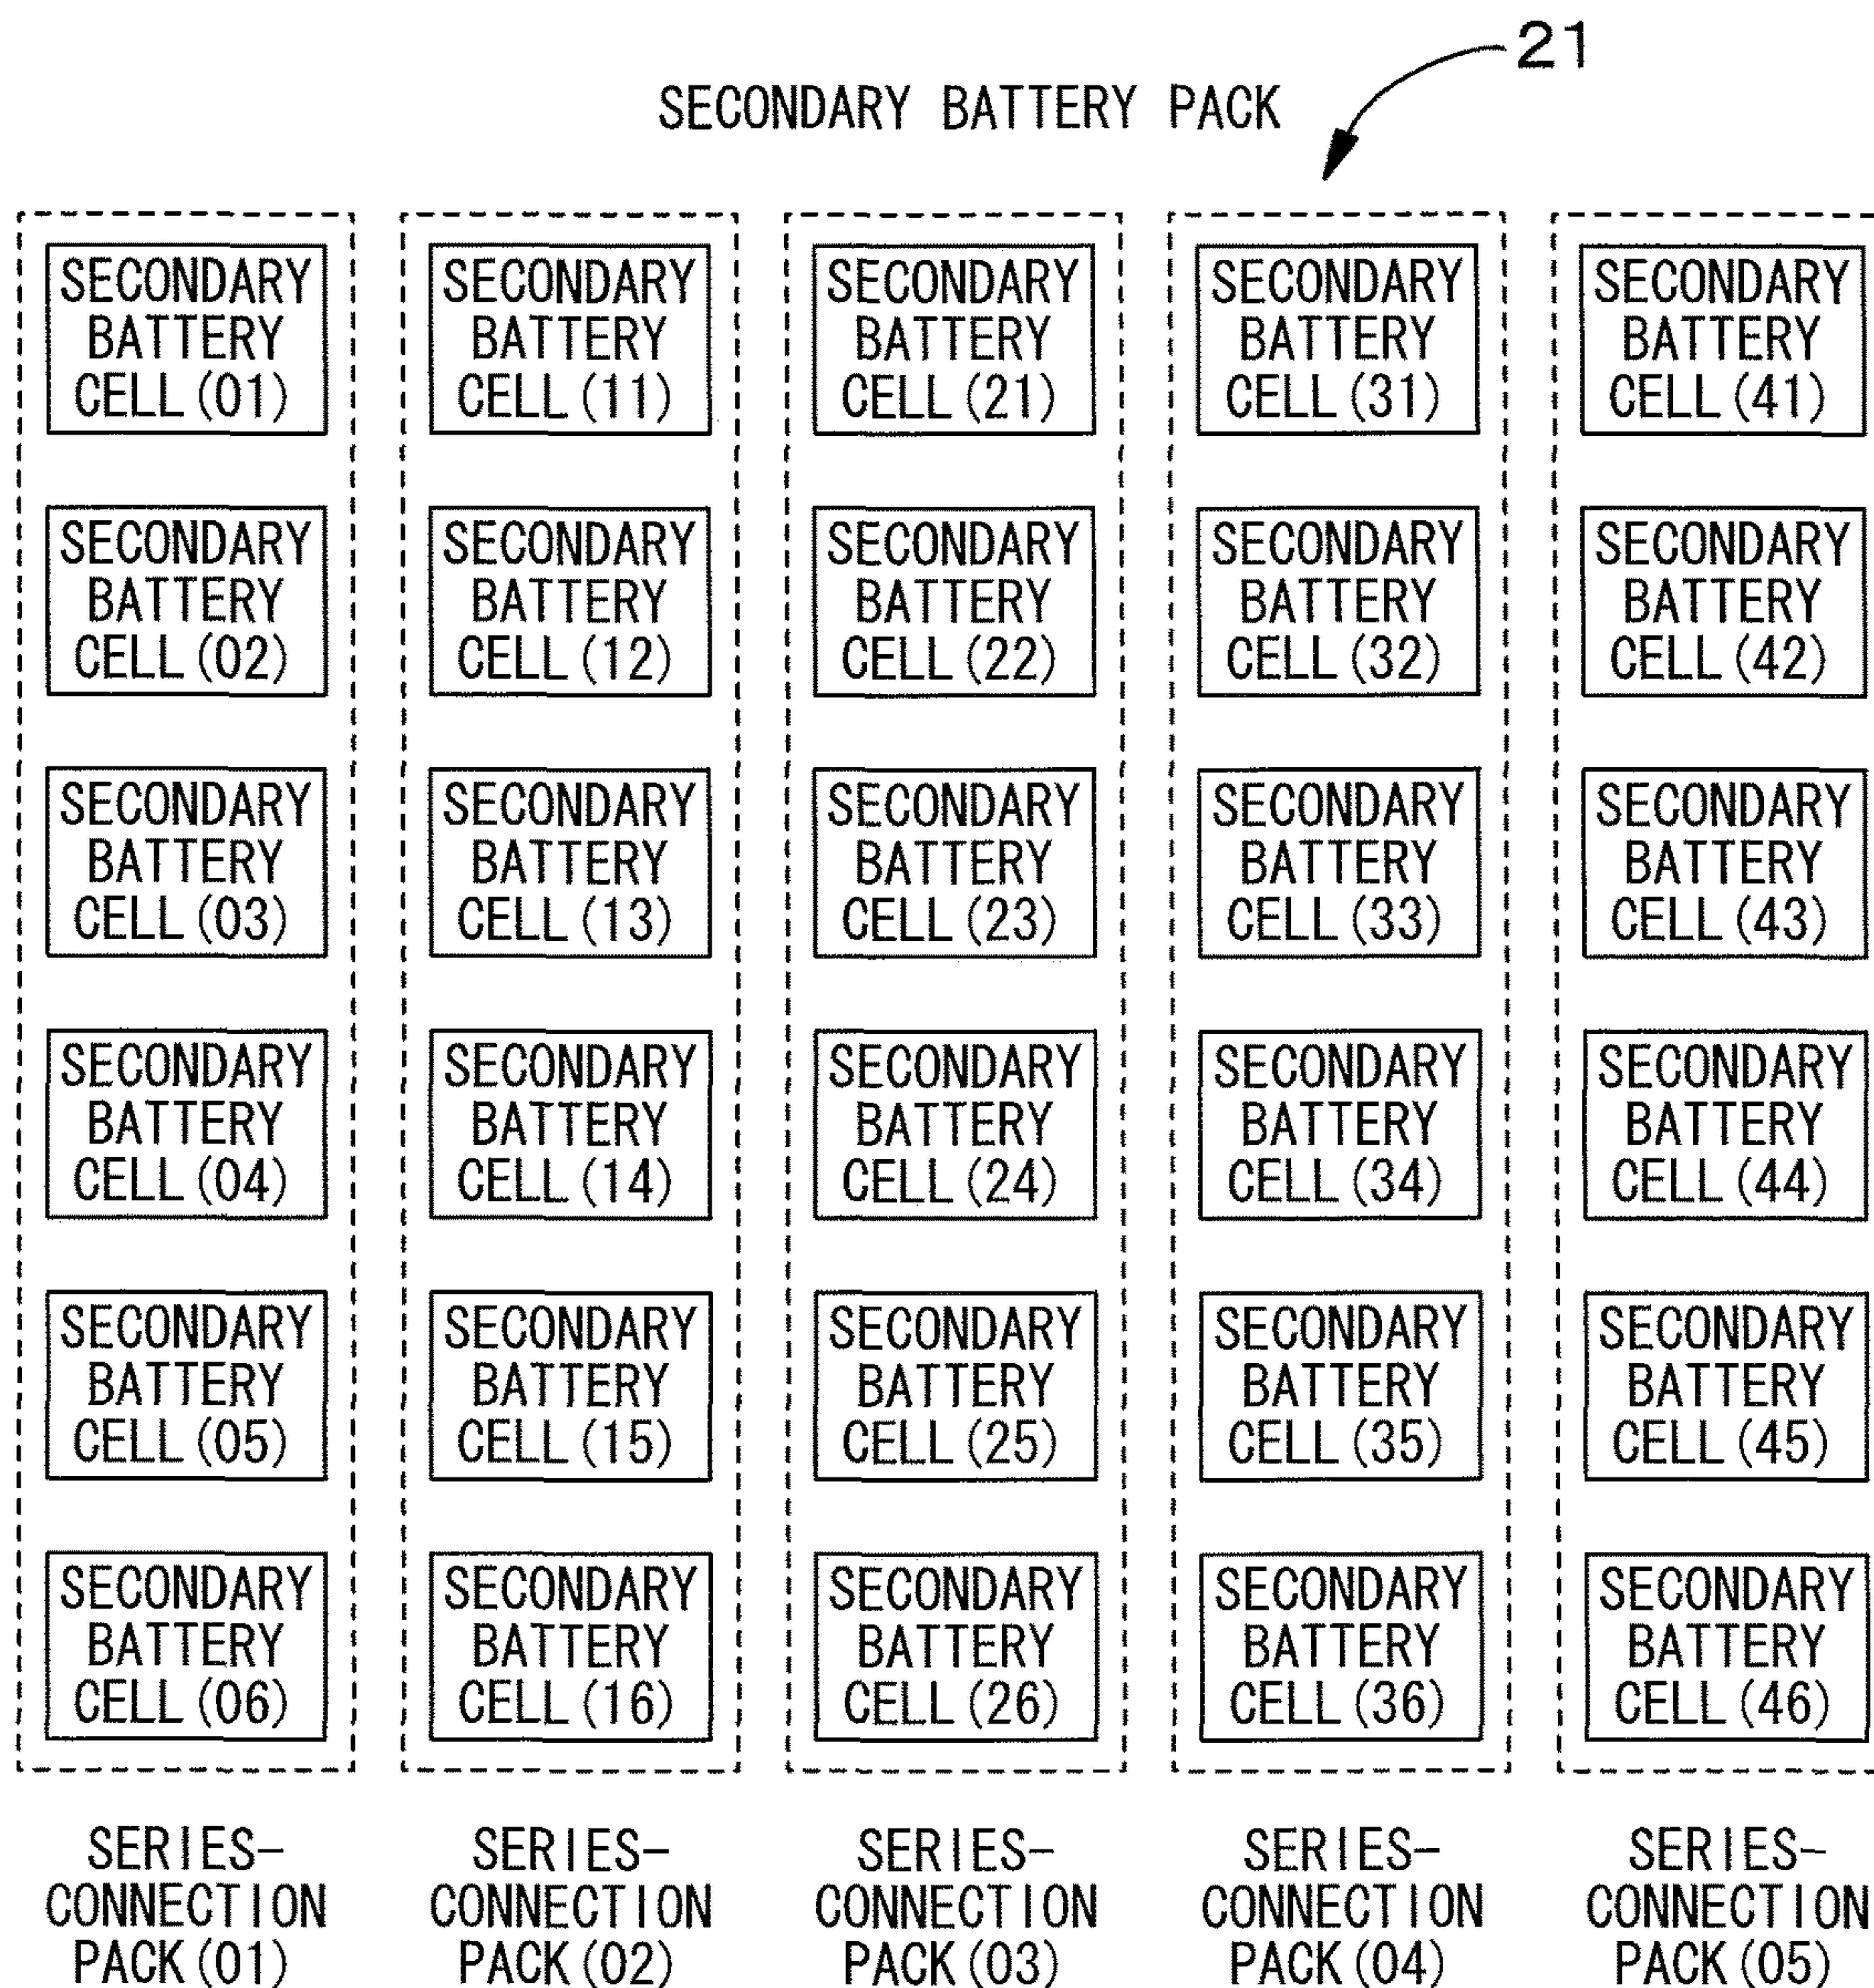 21
SECONDARY BATTERY PACK
SECONDARY
BATTERY
CELL(01)
SECONDARY
BATTERY
CELL(02)
SECONDARY
BATTERY
CELL(03)
SECONDARY
BATTERY
CELL(04)
SECONDARY
BATTERY
CELL(05)
SECONDARY
BATTERY
CELL(06)
SERIES-
CONNECTION
PACK(01)
SECONDARY
BATTERY
CELL(11)
SECONDARY
BATTERY
CELL(12)
SECONDARY
BATTERY
CELL(13)
SECONDARY
BATTERY
CELL(14)
SECONDARY
BATTERY
CELL(15)
SECONDARY
BATTERY
CELL(16)
SERIES-
CONNECTION
PACK(02)
SECONDARY
BATTERY
CELL(21)
SECONDARY
BATTERY
CELL(22)
SECONDARY
BATTERY
CELL(23)
SECONDARY
BATTERY
CELL(24)
SECONDARY
BATTERY
CELL(25)
SECONDARY
BATTERY
CELL(26)
SERIES-
CONNECTION
PACK(03)
SECONDARY
BATTERY
CELL(31)
SECONDARY
BATTERY
CELL(32)
SECONDARY
BATTERY
CELL(33)
SECONDARY
BATTERY
CELL(34)
SECONDARY
BATTERY
CELL(35)
SECONDARY
BATTERY
CELL(36)
SERIES-
CONNECTION
PACK(04)
SECONDARY
BATTERY
CELL(41)
SECONDARY
BATTERY
CELL(42)
SECONDARY
BATTERY
CELL(43)
SECONDARY
BATTERY
CELL(44)
SECONDARY
BATTERY
CELL(45)
SECONDARY
BATTERY
CELL(46)
SERIES-
CONNECTION
PACK(05)